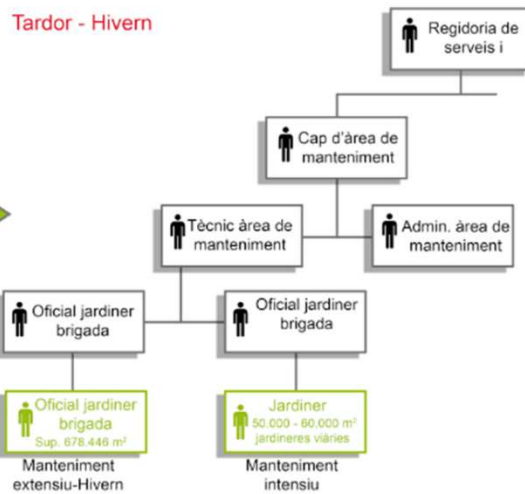 Tardor - Hivern
Regidoria de
serveis i
Cap d'àrea de
manteniment
Tècnic àrea de
manteniment
Admin. àrea de
manteniment
Oficial jardiner
brigada
Oficial jardiner
brigada
Oficial jardiner
brigada
Sup. 678.446 m²
Jardiner
50.000 - 60.000 m²
jardineres viàries
Manteniment
extensiu-Hivern
Manteniment
intensiu